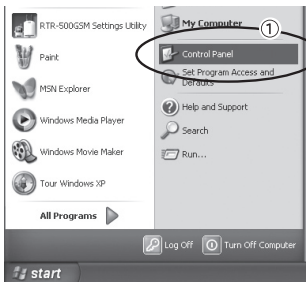 RTR-500GSM Settings Utility
Paint
MSN Explorer
Windows Media Player
Windows Movie Maker
Tour Windows XP
All Programs
My Computer
①
Control Panel
Set Program Access and
Defaults
Help and Support
Search
Run...
Log Off
Turn Off Computer
start